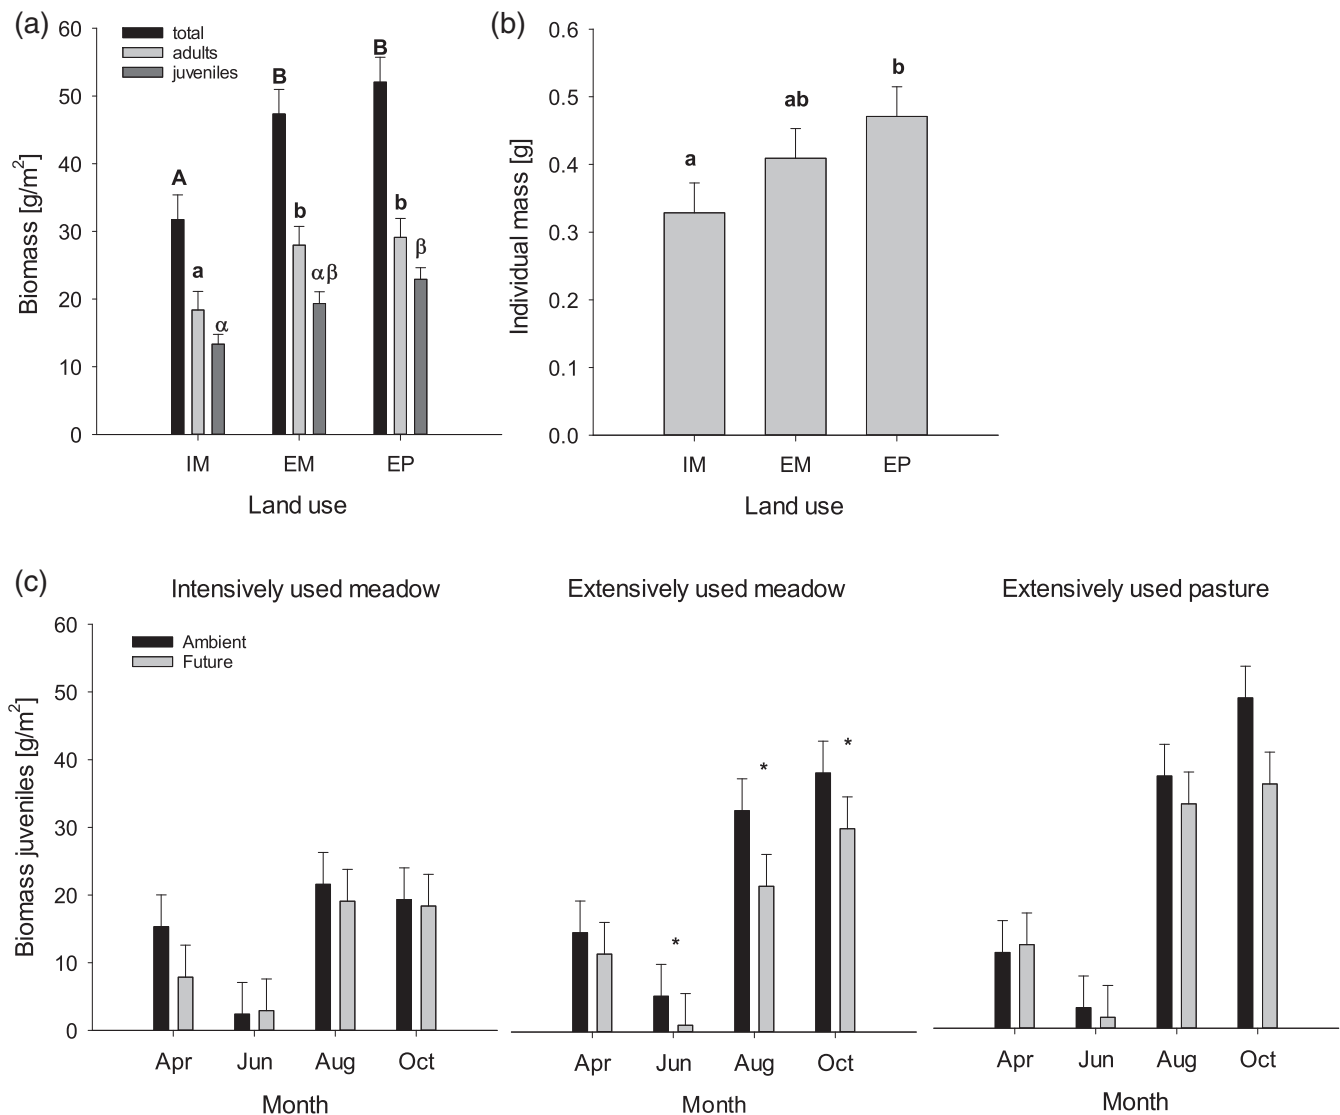 (a)
60
50
40
30
20
10
0
Biomass [g/m²]
total
adults
juveniles
A
a
α
B
b
αβ
B
b
β
IM EM EP
Land use
(b)
0.6
0.5
0.4
0.3
0.2
0.1
0.0
Individual mass [g]
a
ab
b
IM EM EP
Land use
(c)
Intensively used meadow
Extensively used meadow
Extensively used pasture
60
50
40
30
20
10
0
Biomass juveniles [g/m²]
Ambient
Future
Apr Jun Aug Oct
Month
*
*
*
Apr Jun Aug Oct
Month
Apr Jun Aug Oct
Month